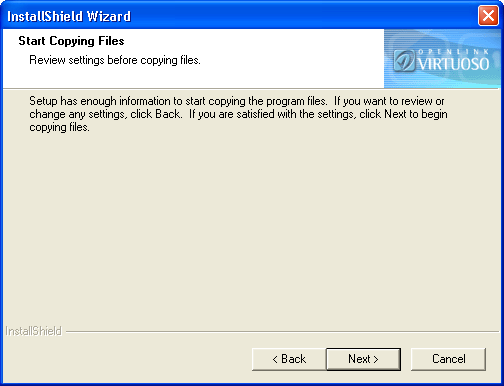 InstallShield Wizard
Start Copying Files
Review settings before copying files.
OPENLINK
VIRTUOSO
Setup has enough information to start copying the program files.  If you want to review or
change any settings, click Back.  If you are satisfied with the settings, click Next to begin
copying files.
InstallShield
< Back
Next >
Cancel